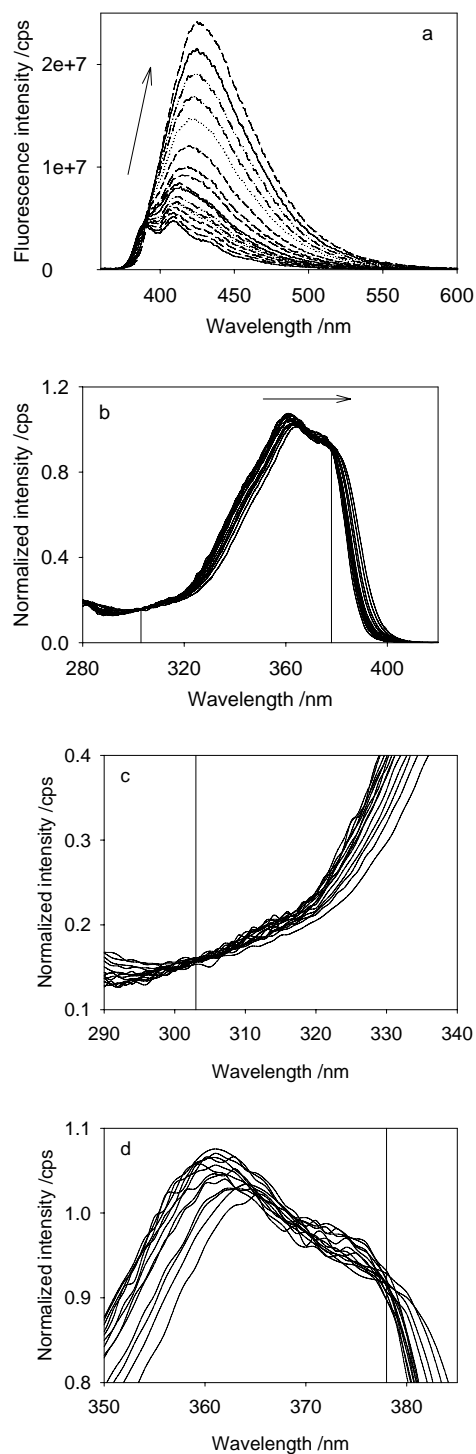 a
Fluorescence intensity /cps
2e+7
1e+7
0
400 450 500 550 600
Wavelength /nm
b
Normalized intensity /cps
1.2
0.8
0.4
0.0
280 320 360 400
Wavelength /nm
c
Normalized intensity /cps
0.4
0.3
0.2
0.1
290 300 310 320 330 340
Wavelength /nm
d
Normalized intensity /cps
1.1
1.0
0.9
0.8
350 360 370 380
Wavelength /nm